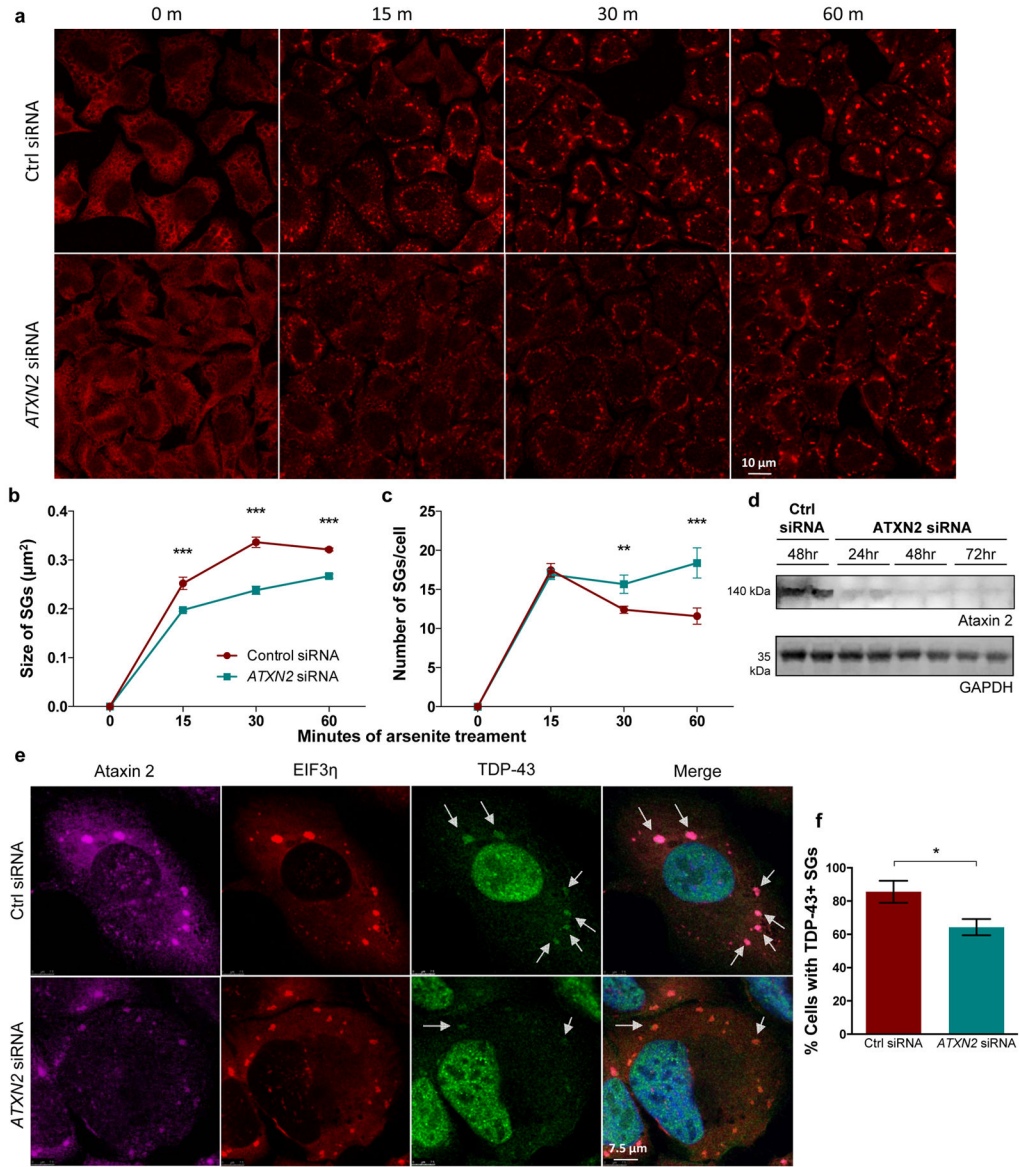 a
0 m 15 m 30 m 60 m
Ctrl siRNA
ATXN2 siRNA
10 µm
b
Size of SGs (µm²)
0.4
0.3
0.2
0.1
0.0
***
***
***
Control siRNA
ATXN2 siRNA
0 15 30 60
c
Number of SGs/cell
25
20
15
10
5
0
**
***
0 15 30 60
Minutes of arsenite treament
d
Ctrl
siRNA
ATXN2 siRNA
48hr 24hr 48hr 72hr
140 kDa
Ataxin 2
35
kDa
GAPDH
e
Ataxin 2 EIF3η TDP-43 Merge
Ctrl siRNA
ATXN2 siRNA
7.5 µm
f
% Cells with TDP-43+ SGs
100
80
60
40
20
0
*
Ctrl siRNA ATXN2 siRNA